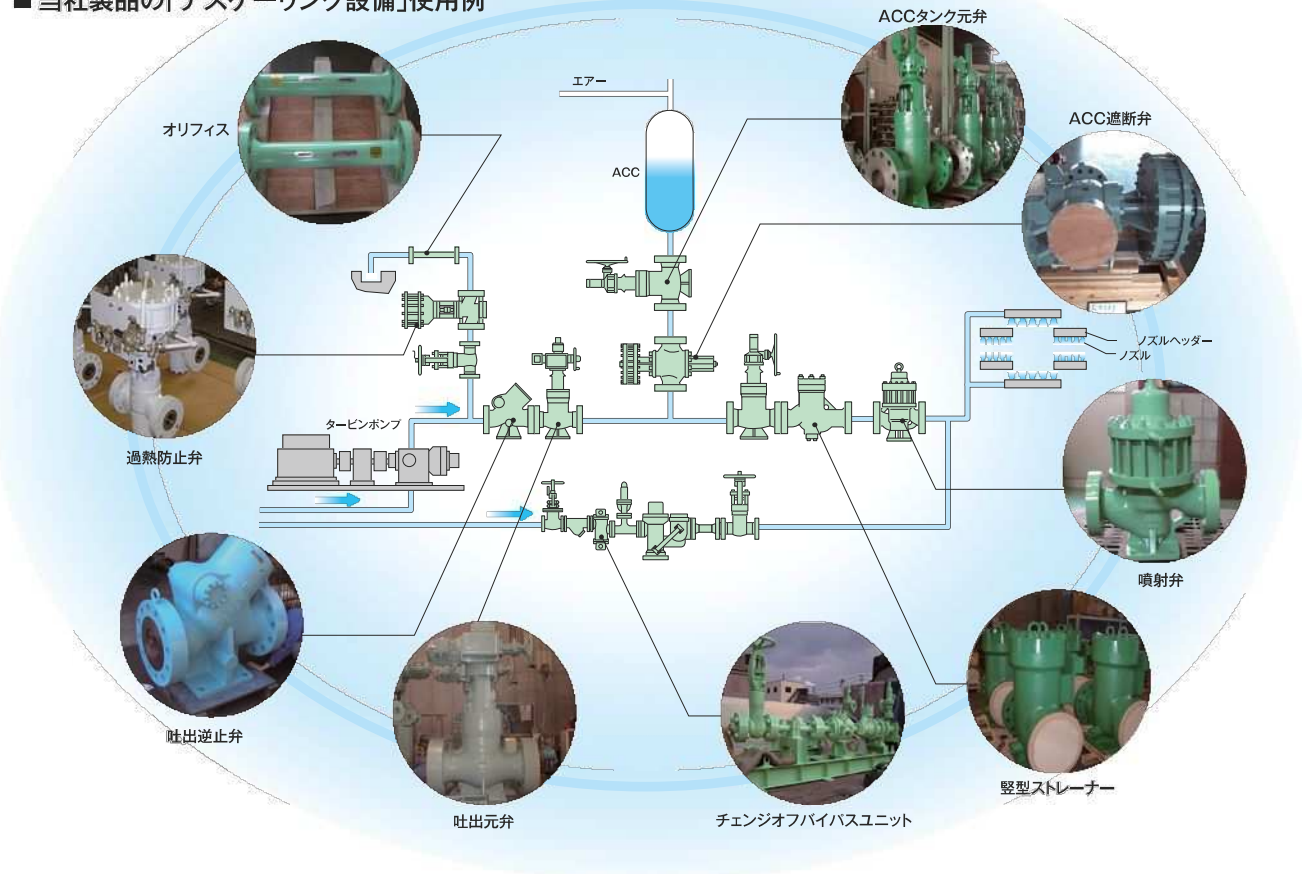 ■ 当社製品の「デスケーリング設備」使用例
ACCタンク元弁
エアー
オリフィス
ACC遮断弁
ACC
ノズルヘッダー
ノズル
タービンポンプ
過熱防止弁
噴射弁
吐出逆止弁
竪型ストレーナー
吐出元弁
チェンジオフバイパスユニット